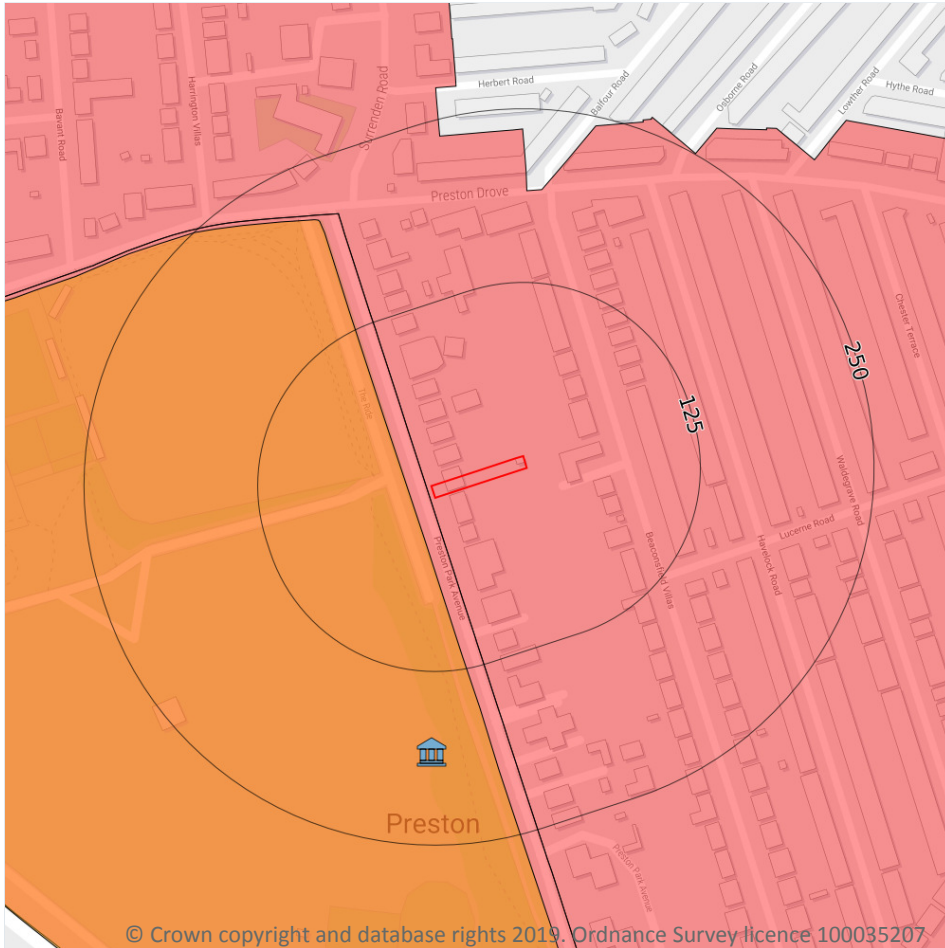 Herbert Road
Balfour Road
Osborne Road
Lowther Road
Hythe Road
Bavant Road
Harrington Villas
Surrenden Road
Preston Drove
Chester Terrace
250
125
The Ride
Waldegrave Road
Lucerne Road
Preston Park Avenue
Beaconsfield Villas
Havelock Road
Preston
Preston Park Avenue
© Crown copyright and database rights 2019. Ordnance Survey licence 100035207